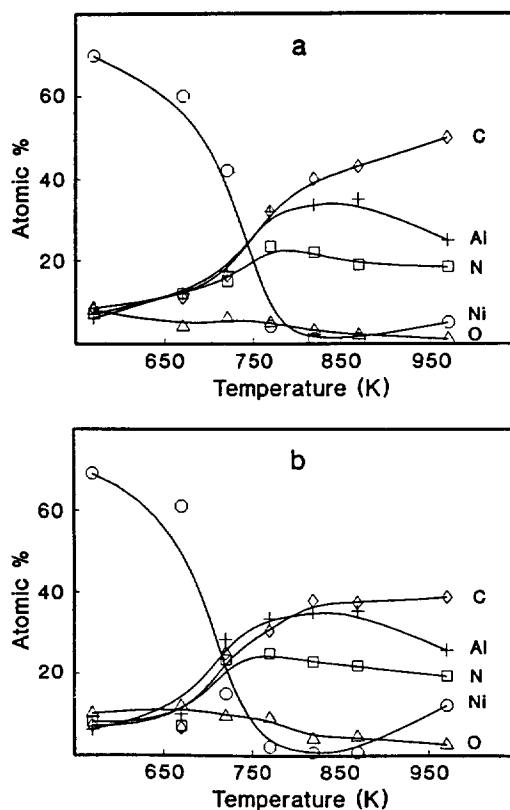 a
60
40
20
Atomic %
C
Al
N
Ni
O
650 750 850 950
Temperature (K)
b
60
40
20
Atomic %
C
Al
N
Ni
O
650 750 850 950
Temperature (K)